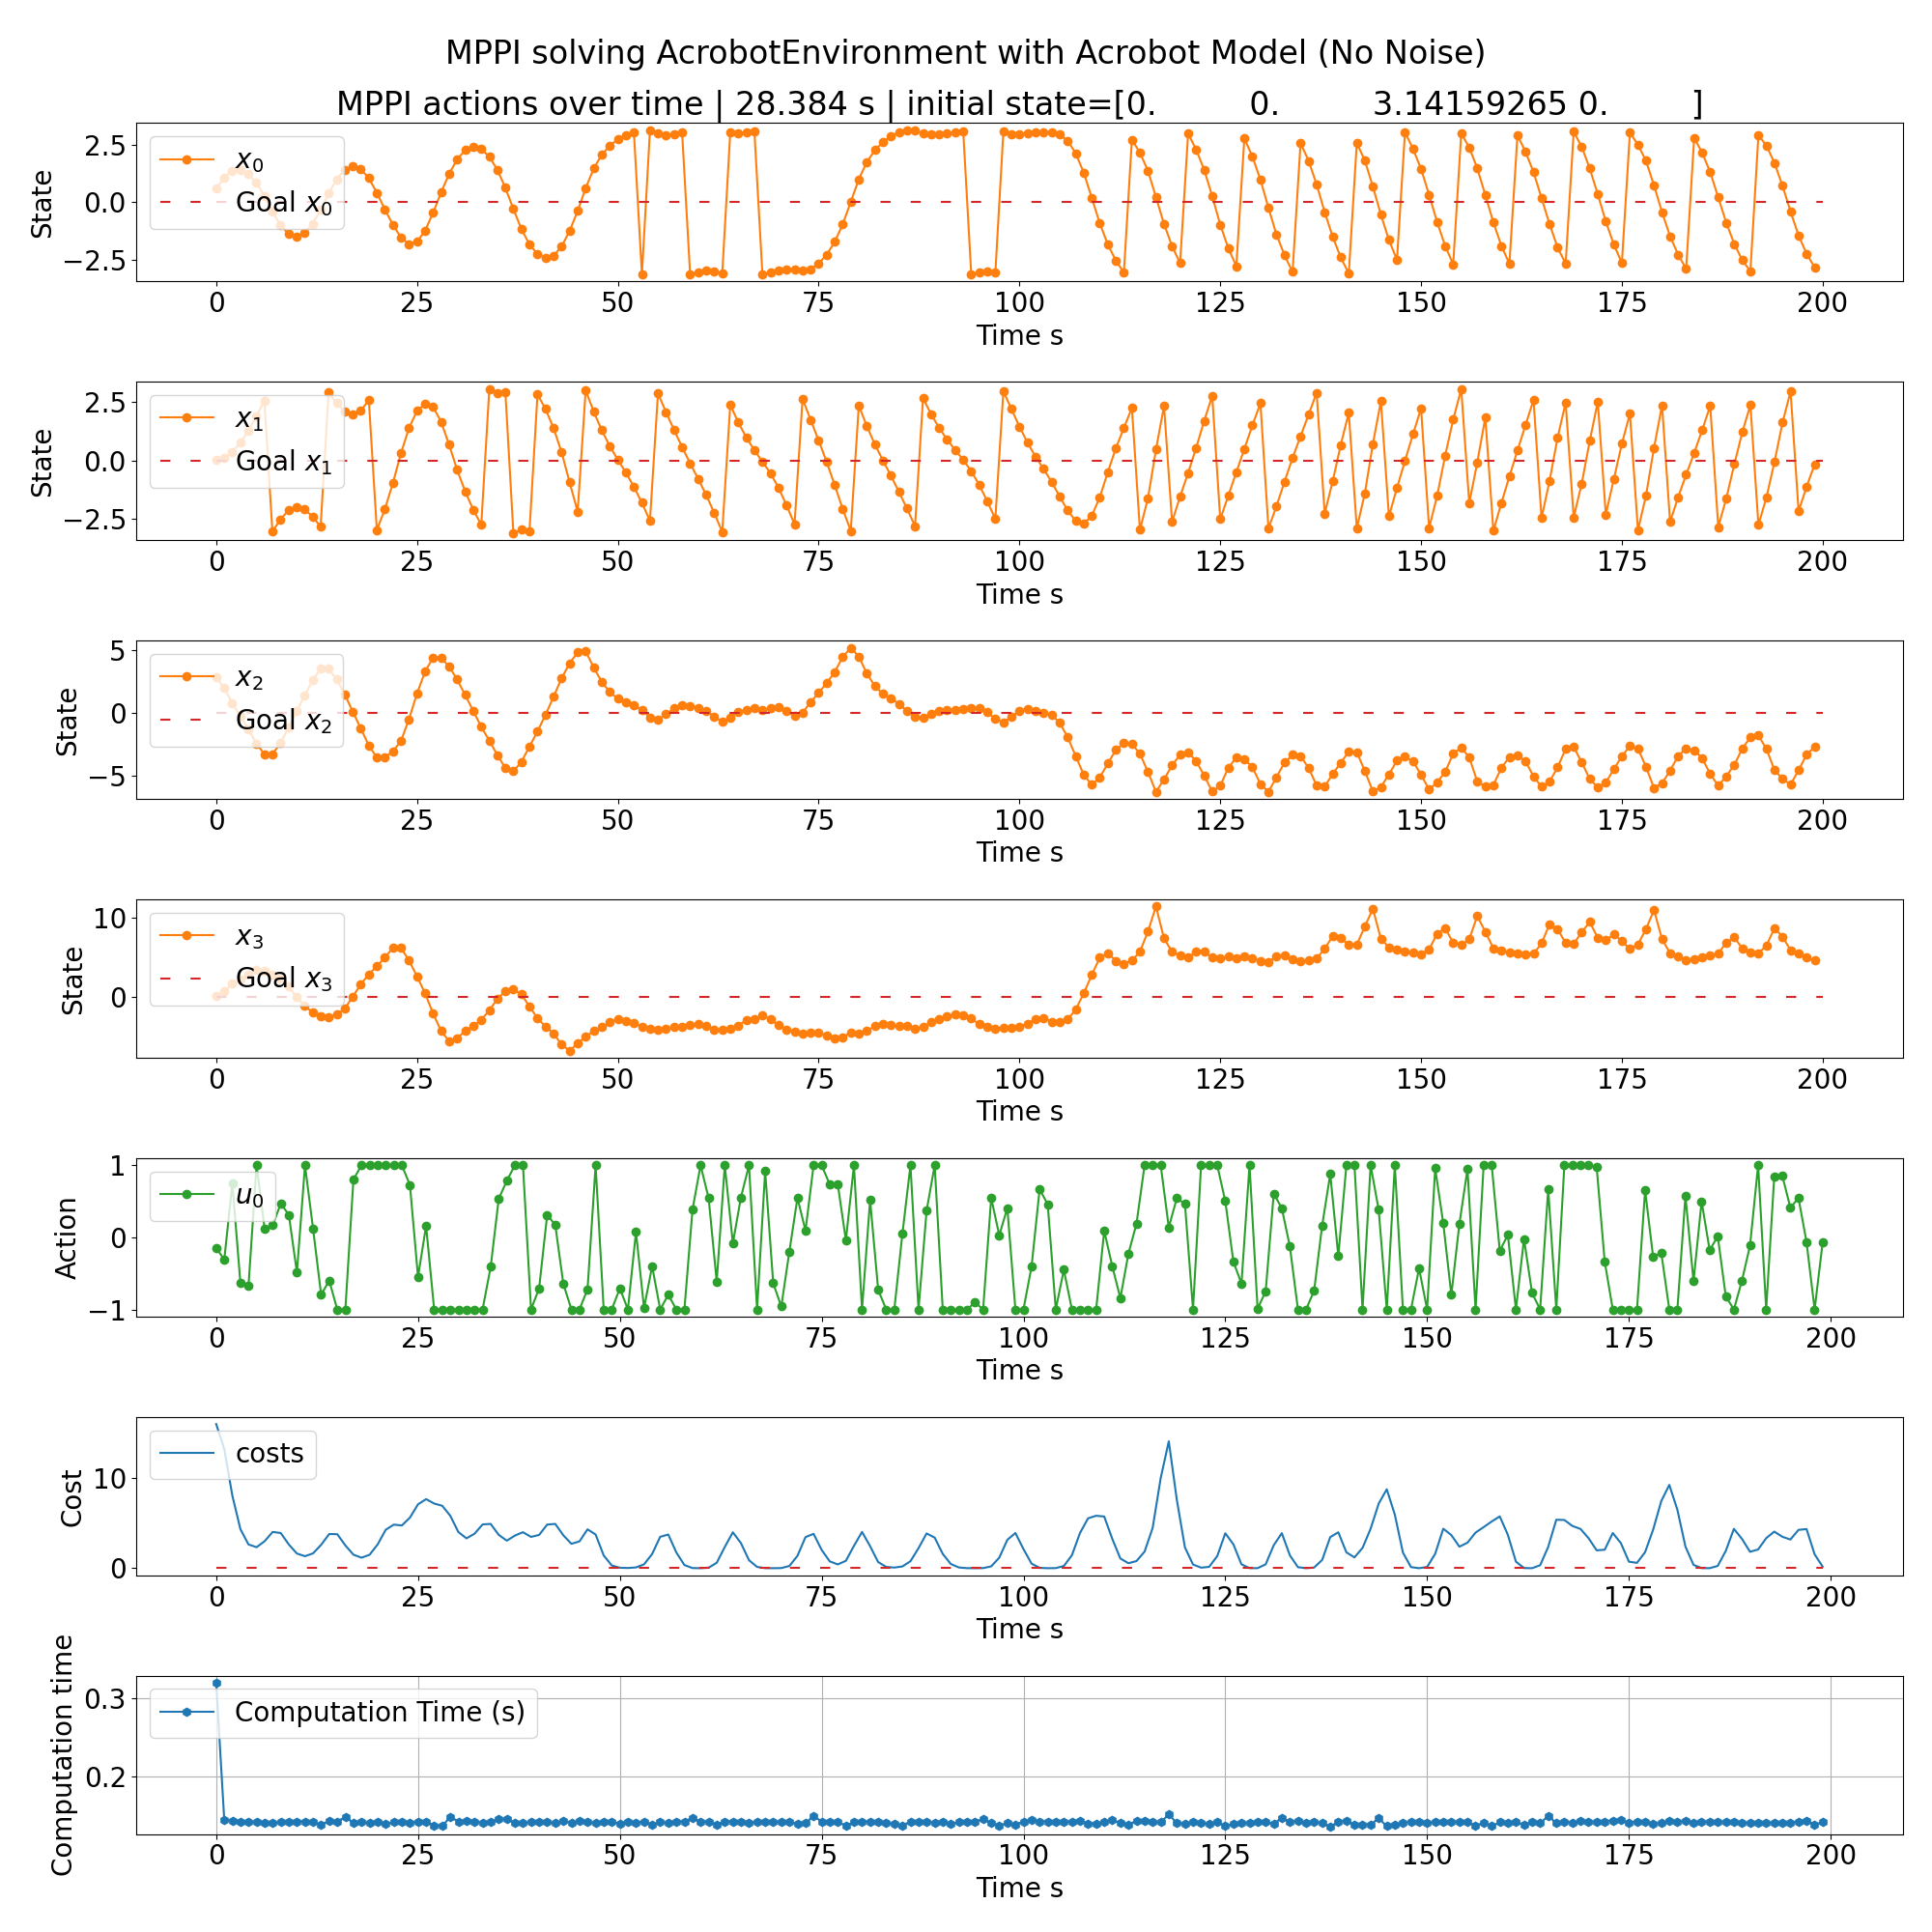 MPPI solving AcrobotEnvironment with Acrobot Model (No Noise)
MPPI actions over time | 28.384 s | initial state=[0. 0. 3.14159265 0. ]
State
2.5
0.0
−2.5
x0
Goal x0
0 25 50 75 100 125 150 175 200
Time s
State
2.5
0.0
−2.5
x1
Goal x1
0 25 50 75 100 125 150 175 200
Time s
State
5
0
−5
x2
Goal x2
0 25 50 75 100 125 150 175 200
Time s
State
10
0
x3
Goal x3
0 25 50 75 100 125 150 175 200
Time s
Action
1
0
−1
u0
0 25 50 75 100 125 150 175 200
Time s
Cost
10
0
costs
0 25 50 75 100 125 150 175 200
Time s
Computation time
0.3
0.2
Computation Time (s)
0 25 50 75 100 125 150 175 200
Time s